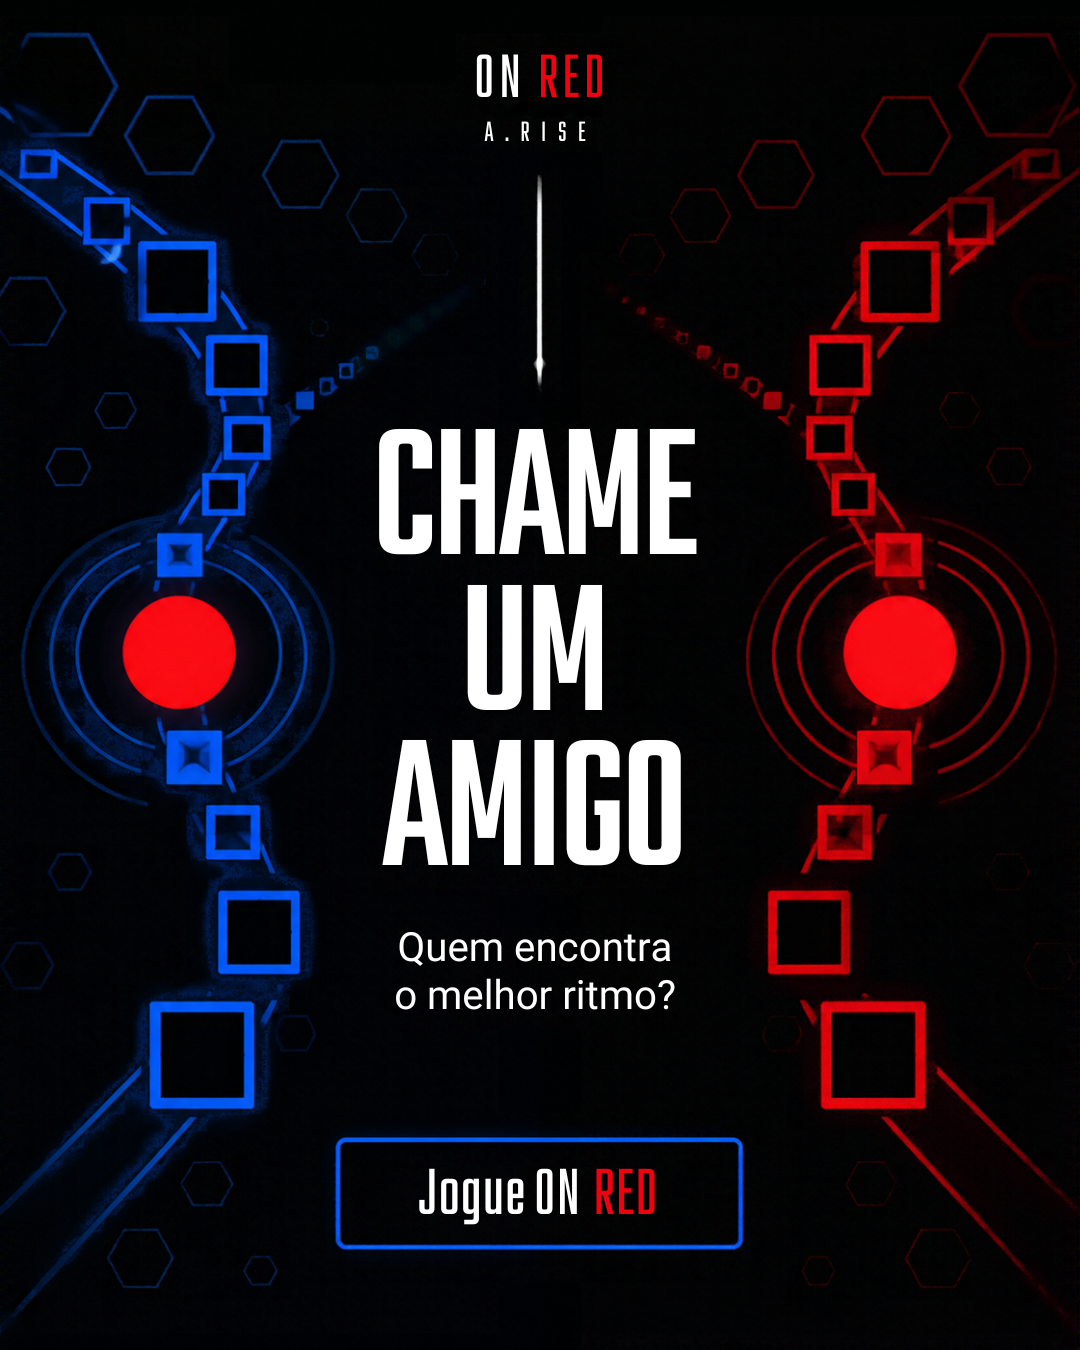 ON RED
A.RISE
CHAME
UM
AMIGO
Quem encontra
o melhor ritmo?
Jogue ON RED